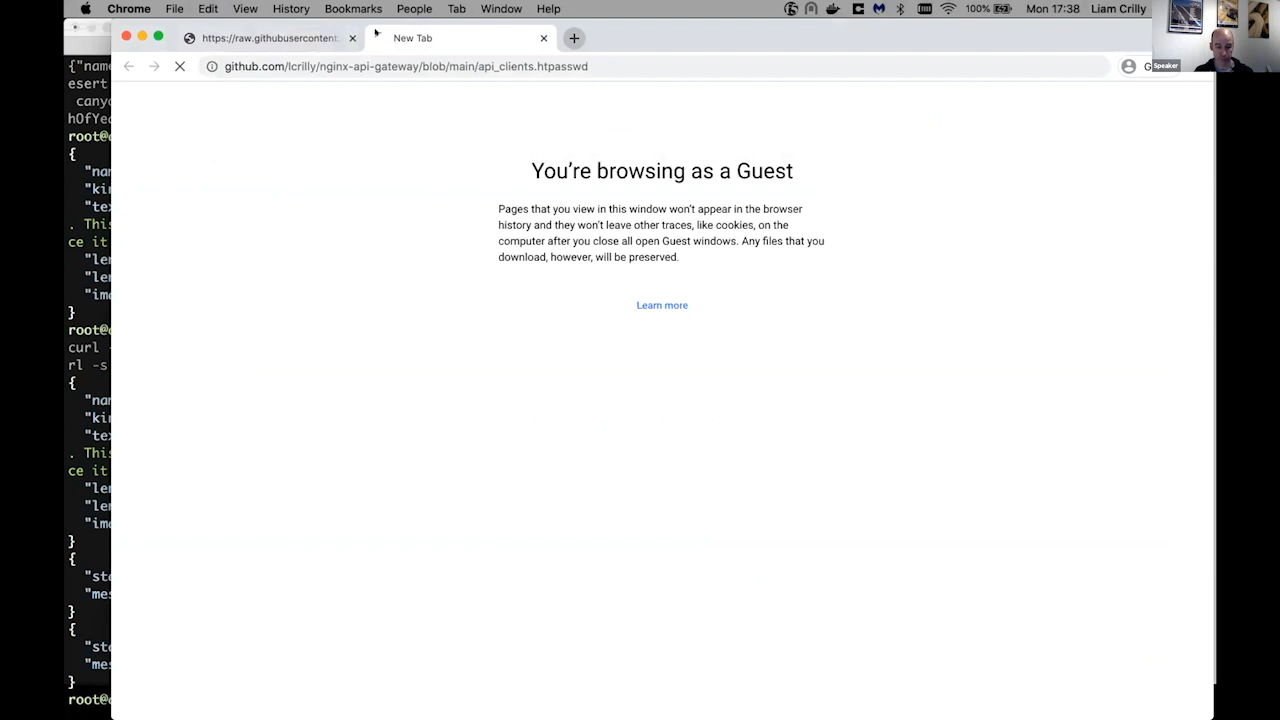 Chrome File Edit View History Bookmarks People Tab Window Help 100% Mon 17:38 Liam Crilly
https://raw.githubusercontent. New Tab
github.com/lcrilly/nginx-api-gateway/blob/main/api_clients.htpasswd G
Speaker
You're browsing as a Guest
Pages that you view in this window won't appear in the browser
history and they won't leave other traces, like cookies, on the
computer after you close all open Guest windows. Any files that you
download, however, will be preserved.
Learn more
{"name
esert
canyo
hOfYea
root@
{
"nam
"kin
"tex
. This
ce it
"len
"len
"ima
}
root@
curl -
rl -s
{
"nam
"kin
"tex
. This
ce it
"len
"len
"ima
}
{
"sta
"mes
}
{
"sta
"mes
}
root@